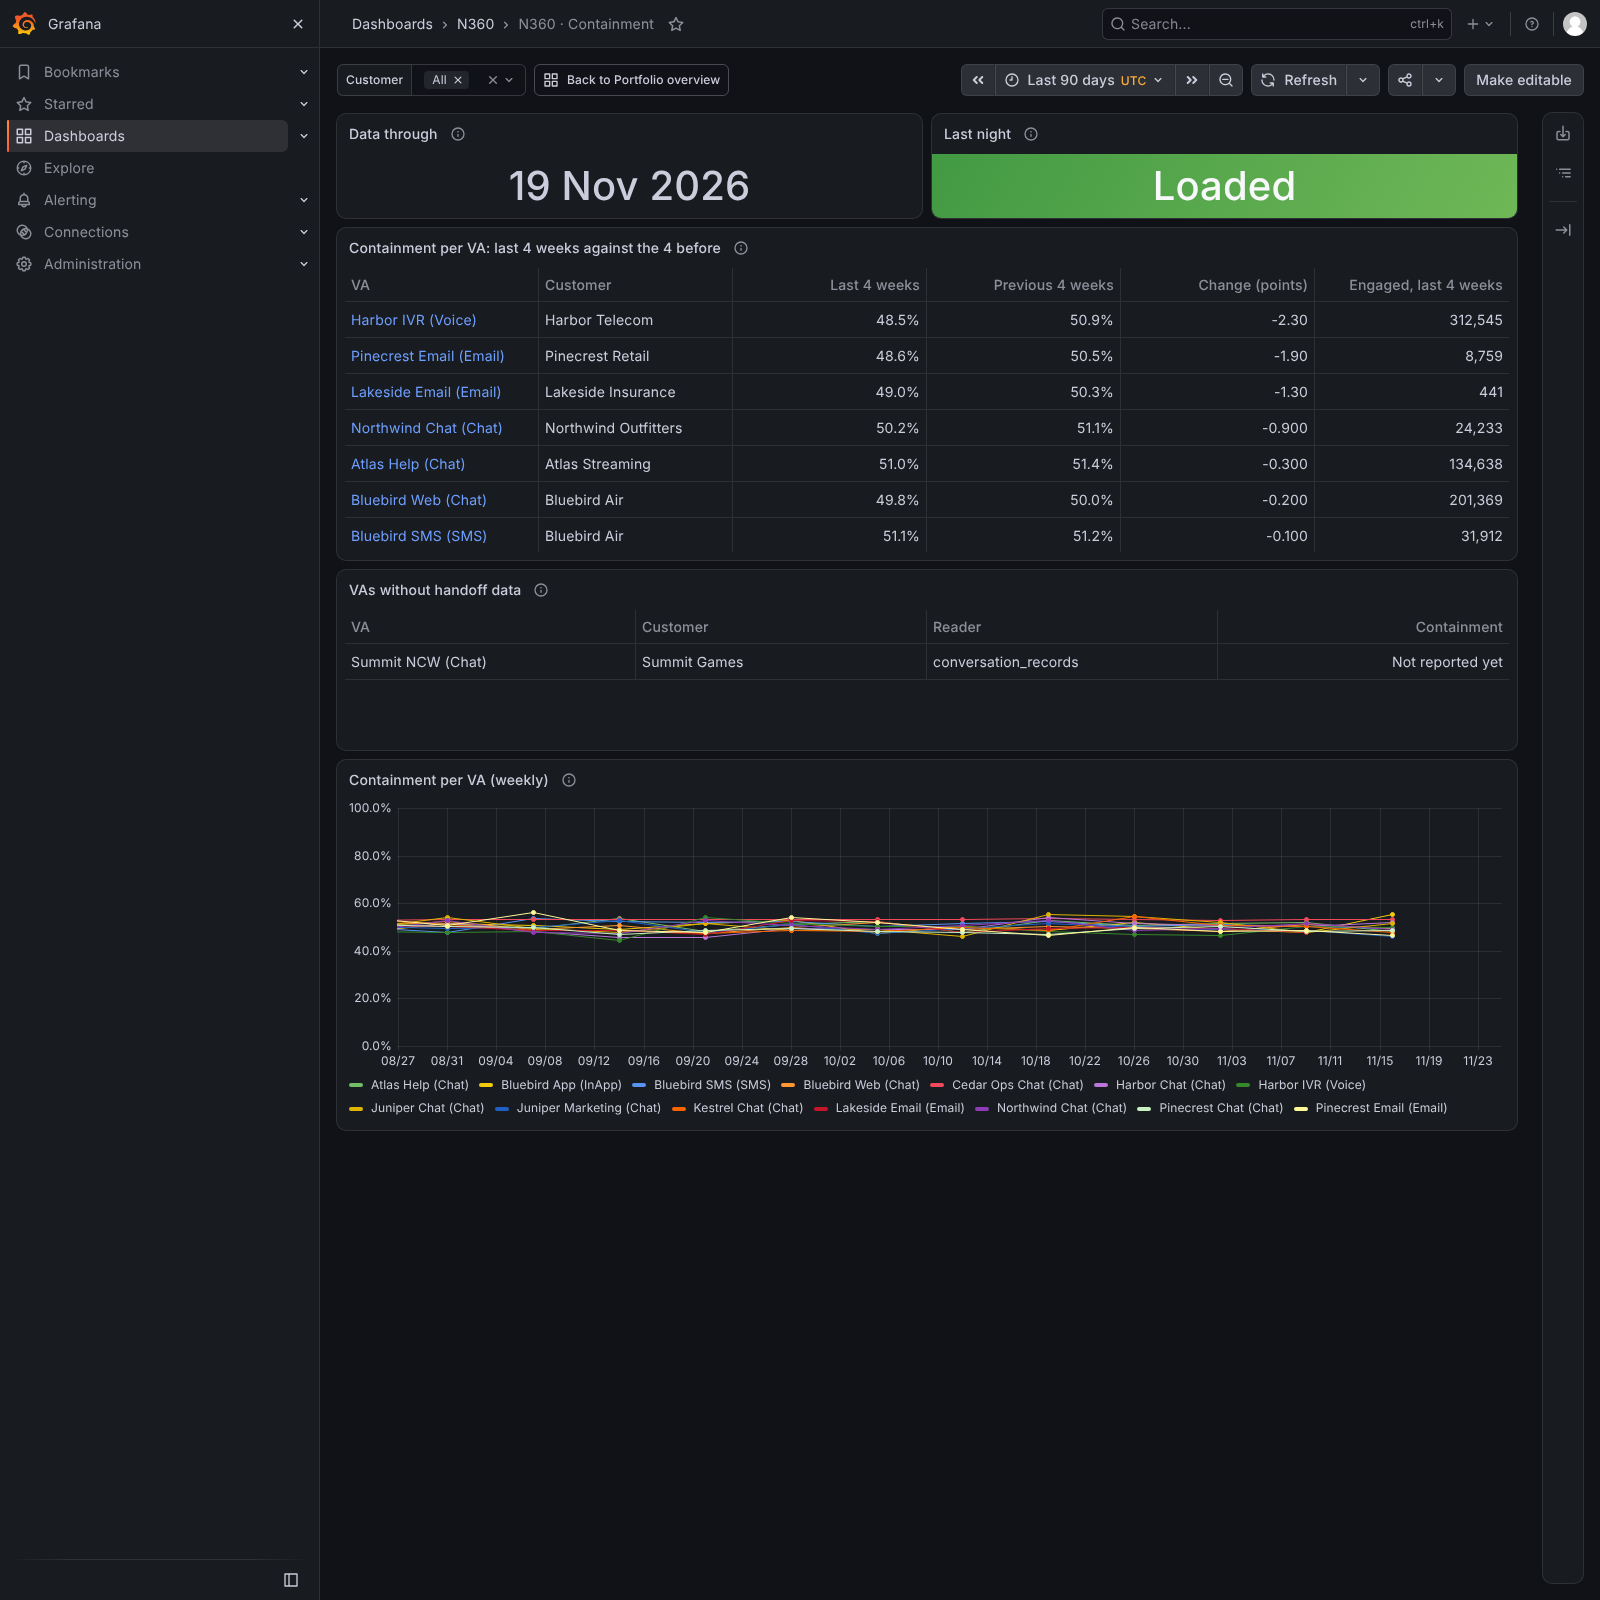 Grafana
Dashboards › N360 › N360 · Containment
Search... ctrl+k
Bookmarks
Starred
Dashboards
Explore
Alerting
Connections
Administration
Customer All Back to Portfolio overview
Last 90 days UTC Refresh Make editable
Data through
19 Nov 2026
Last night
Loaded
Containment per VA: last 4 weeks against the 4 before
VA Customer Last 4 weeks Previous 4 weeks Change (points) Engaged, last 4 weeks
Harbor IVR (Voice) Harbor Telecom 48.5% 50.9% -2.30 312,545
Pinecrest Email (Email) Pinecrest Retail 48.6% 50.5% -1.90 8,759
Lakeside Email (Email) Lakeside Insurance 49.0% 50.3% -1.30 441
Northwind Chat (Chat) Northwind Outfitters 50.2% 51.1% -0.900 24,233
Atlas Help (Chat) Atlas Streaming 51.0% 51.4% -0.300 134,638
Bluebird Web (Chat) Bluebird Air 49.8% 50.0% -0.200 201,369
Bluebird SMS (SMS) Bluebird Air 51.1% 51.2% -0.100 31,912
VAs without handoff data
VA Customer Reader Containment
Summit NCW (Chat) Summit Games conversation_records Not reported yet
Containment per VA (weekly)
100.0%
80.0%
60.0%
40.0%
20.0%
0.0%
08/27 08/31 09/04 09/08 09/12 09/16 09/20 09/24 09/28 10/02 10/06 10/10 10/14 10/18 10/22 10/26 10/30 11/03 11/07 11/11 11/15 11/19 11/23
Atlas Help (Chat) Bluebird App (InApp) Bluebird SMS (SMS) Bluebird Web (Chat) Cedar Ops Chat (Chat) Harbor Chat (Chat) Harbor IVR (Voice)
Juniper Chat (Chat) Juniper Marketing (Chat) Kestrel Chat (Chat) Lakeside Email (Email) Northwind Chat (Chat) Pinecrest Chat (Chat) Pinecrest Email (Email)